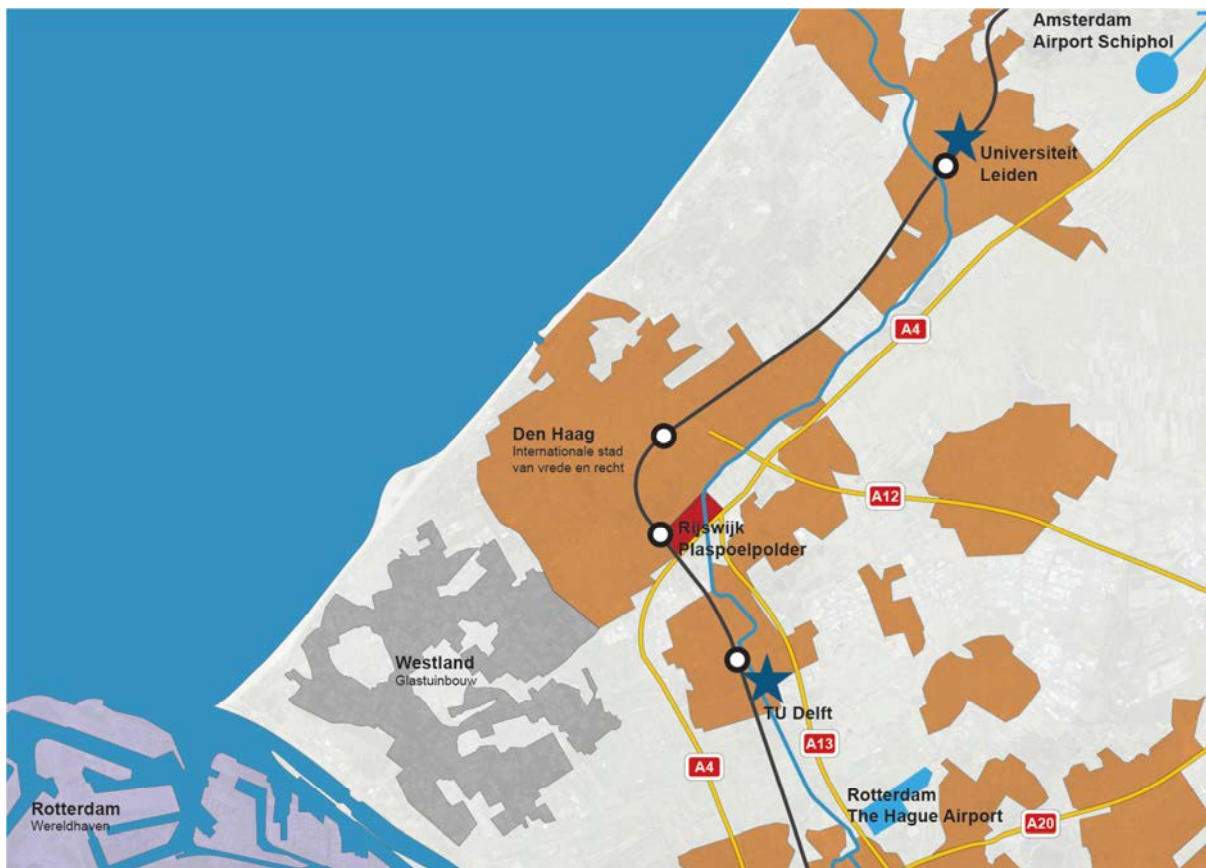 Amsterdam
Airport Schiphol
Universiteit
Leiden
A4
Den Haag
Internationale stad
van vrede en recht
A12
Rijswijk
Plaspoelpolder
Westland
Glastuinbouw
TU Delft
A13
A4
Rotterdam
The Hague Airport
Rotterdam
Wereldhaven
A20